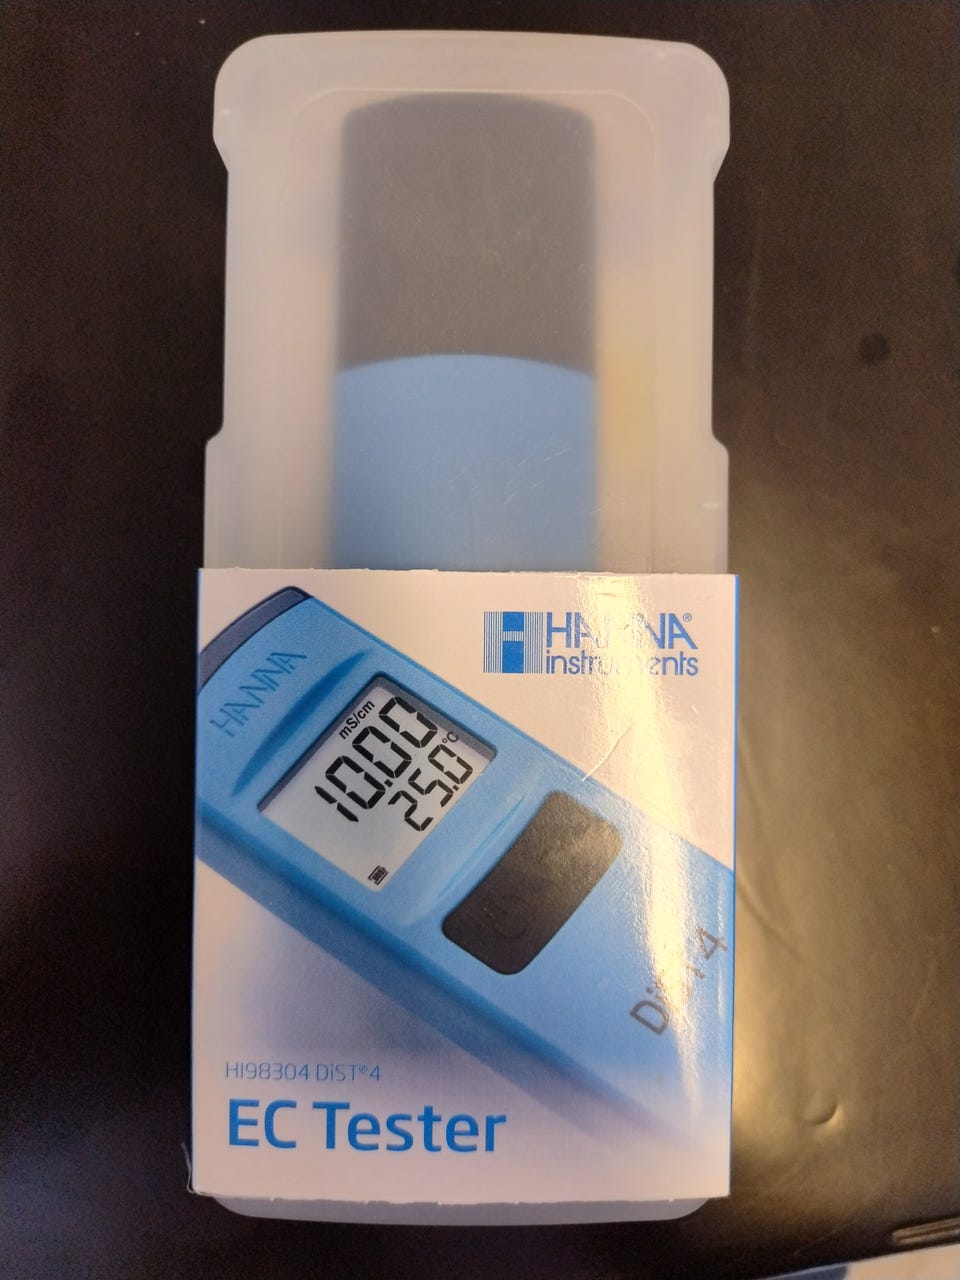 HANNA®
instruments
HANNA
mS/cm
10.00
25.0°C
DiST 4
HI98304 DiST®4
EC Tester